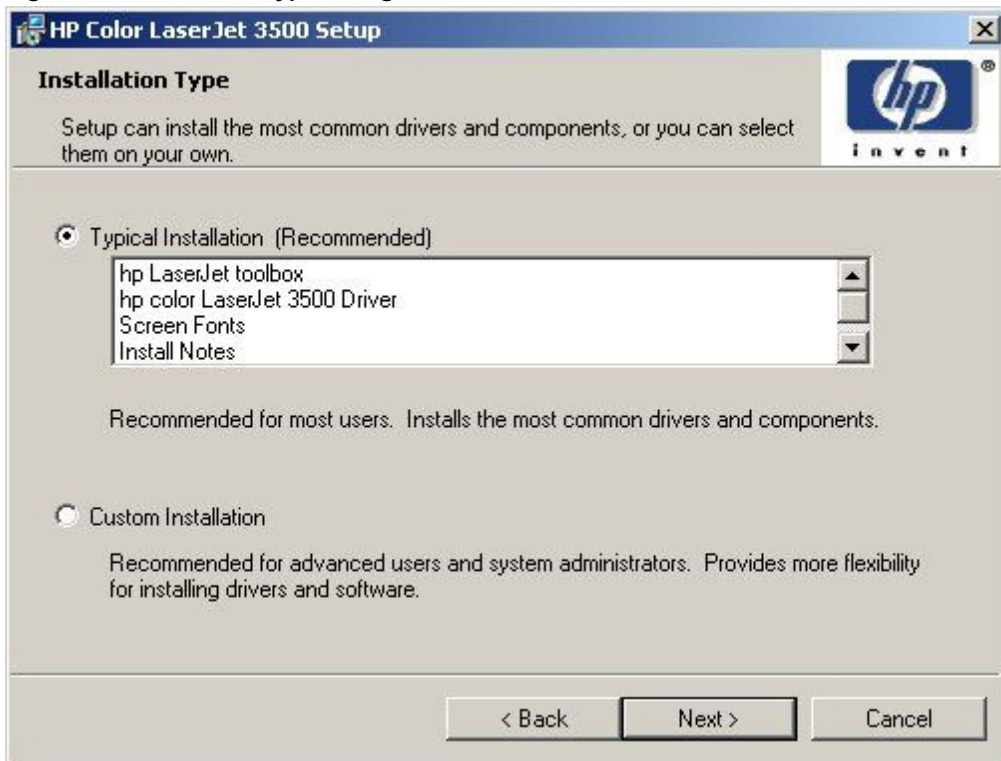 HP Color LaserJet 3500 Setup
Installation Type
Setup can install the most common drivers and components, or you can select
them on your own.
hp ®
invent
Typical Installation (Recommended)
hp LaserJet toolbox
hp color LaserJet 3500 Driver
Screen Fonts
Install Notes
Recommended for most users. Installs the most common drivers and components.
Custom Installation
Recommended for advanced users and system administrators. Provides more flexibility
for installing drivers and software.
< Back
Next >
Cancel